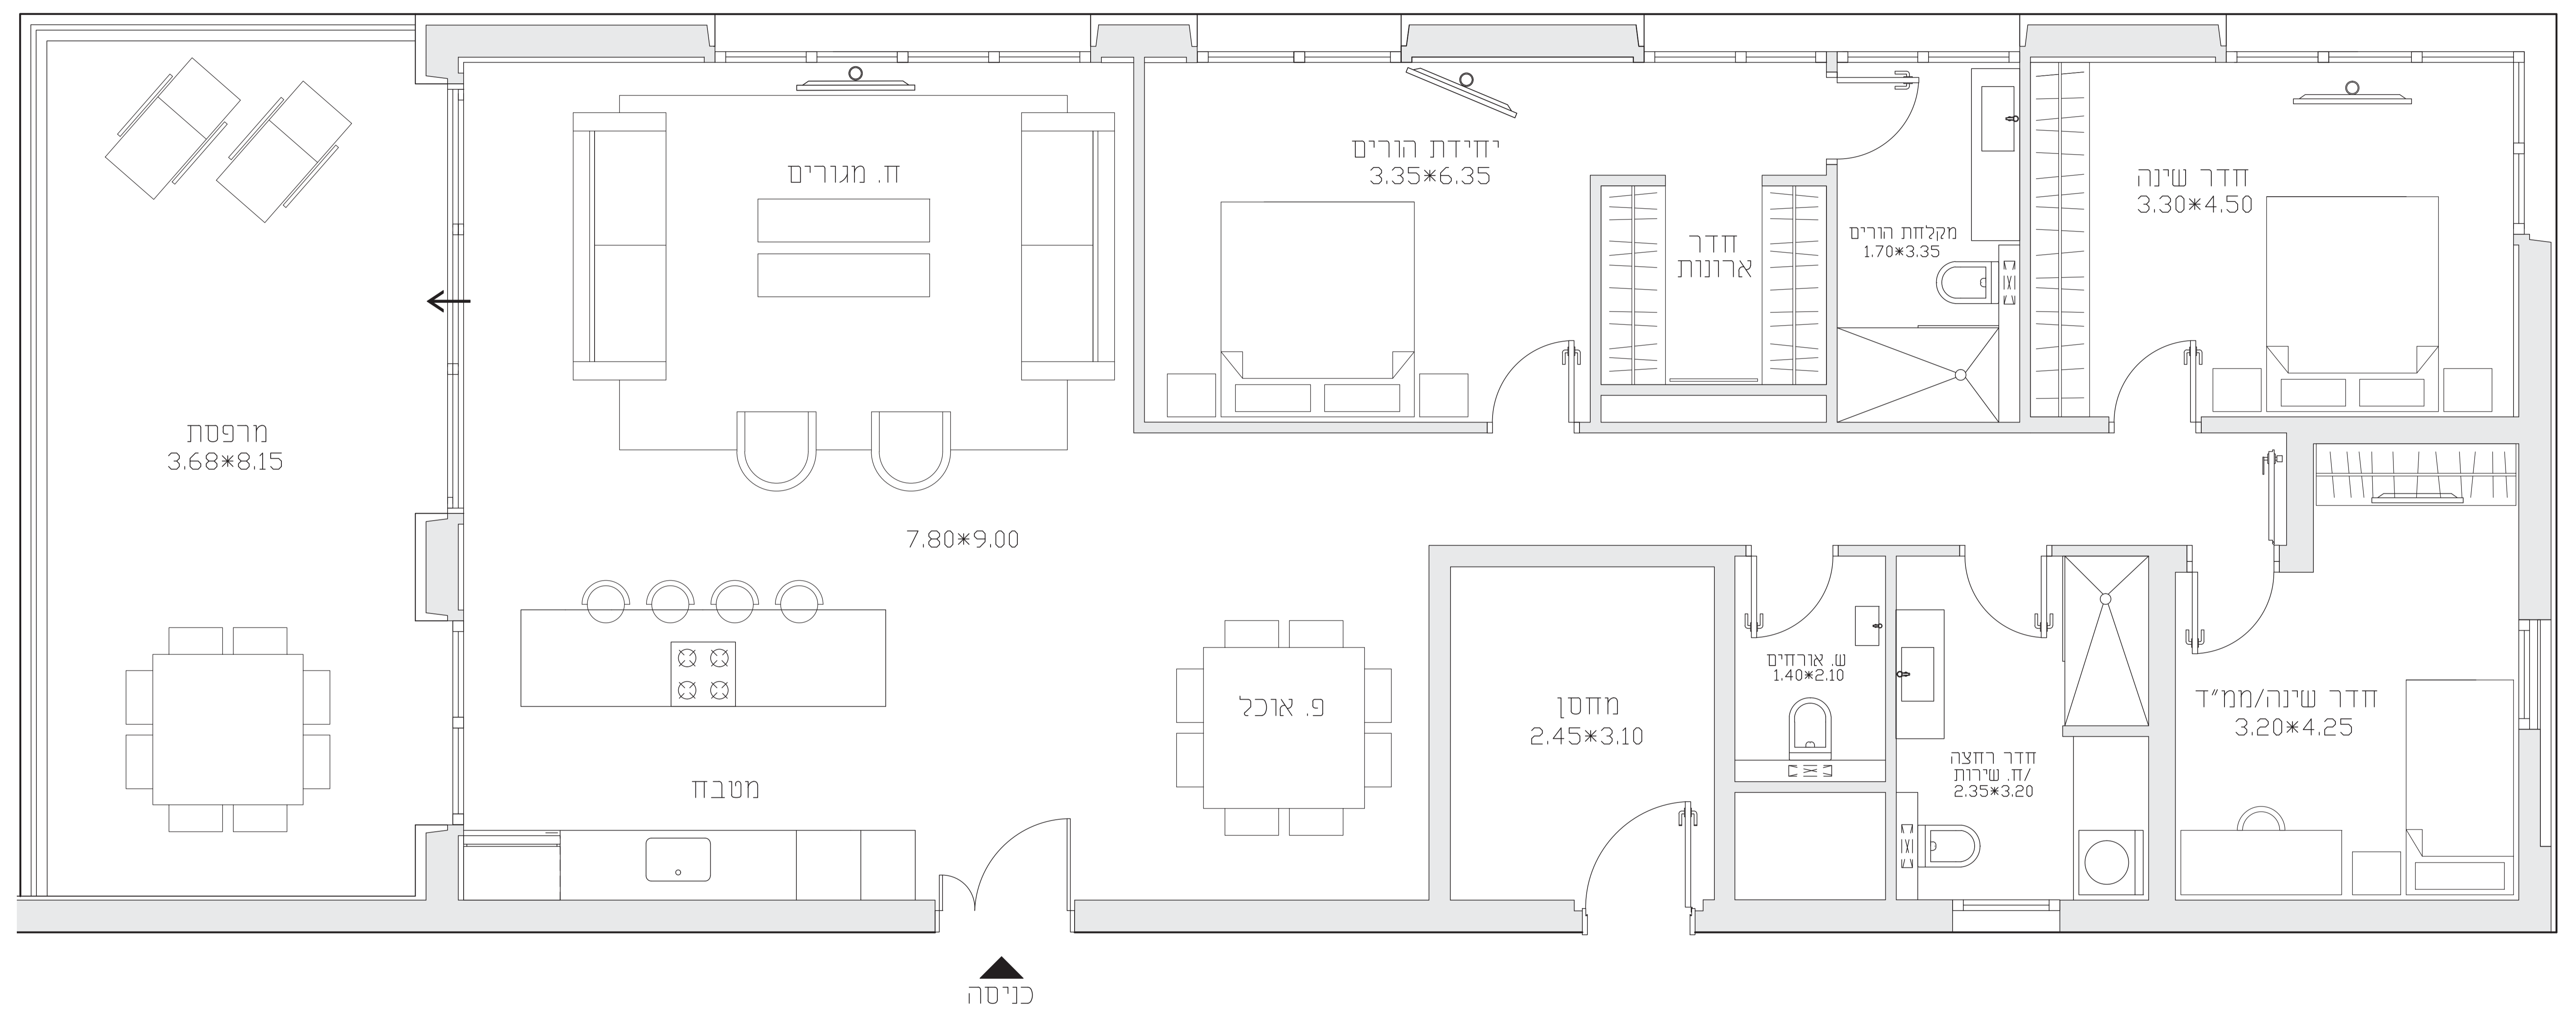 ח. מגורים
יחידת הורים
3.35*6.35
חדר
ארונות
מקלחת הורים
1.70*3.35
חדר שינה
3.30*4.50
מרפסת
3.68*8.15
7.80*9.00
פ. אוכל
מטבח
מחסן
2.45*3.10
ש. אורחים
1.40*2.10
חדר רחצה
/ח. שירות
2.35*3.20
חדר שינה/ממ״ד
3.20*4.25
כניסה